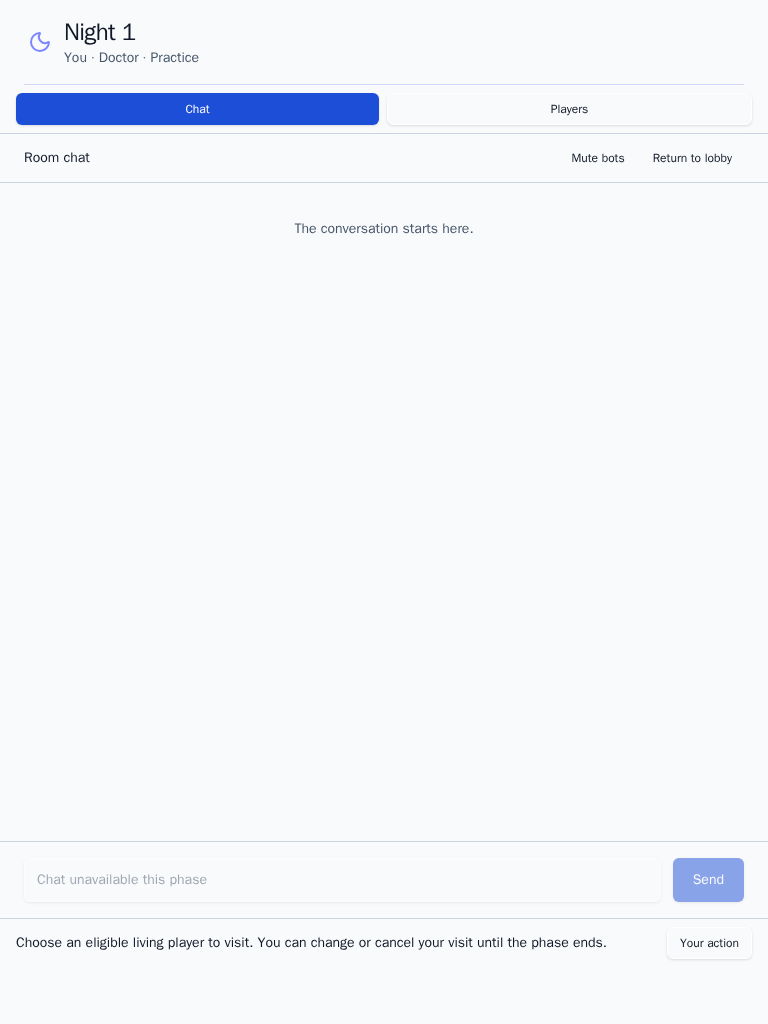 Night 1
You · Doctor · Practice
Chat
Players
Room chat
Mute bots
Return to lobby
The conversation starts here.
Chat unavailable this phase
Send
Choose an eligible living player to visit. You can change or cancel your visit until the phase ends.
Your action